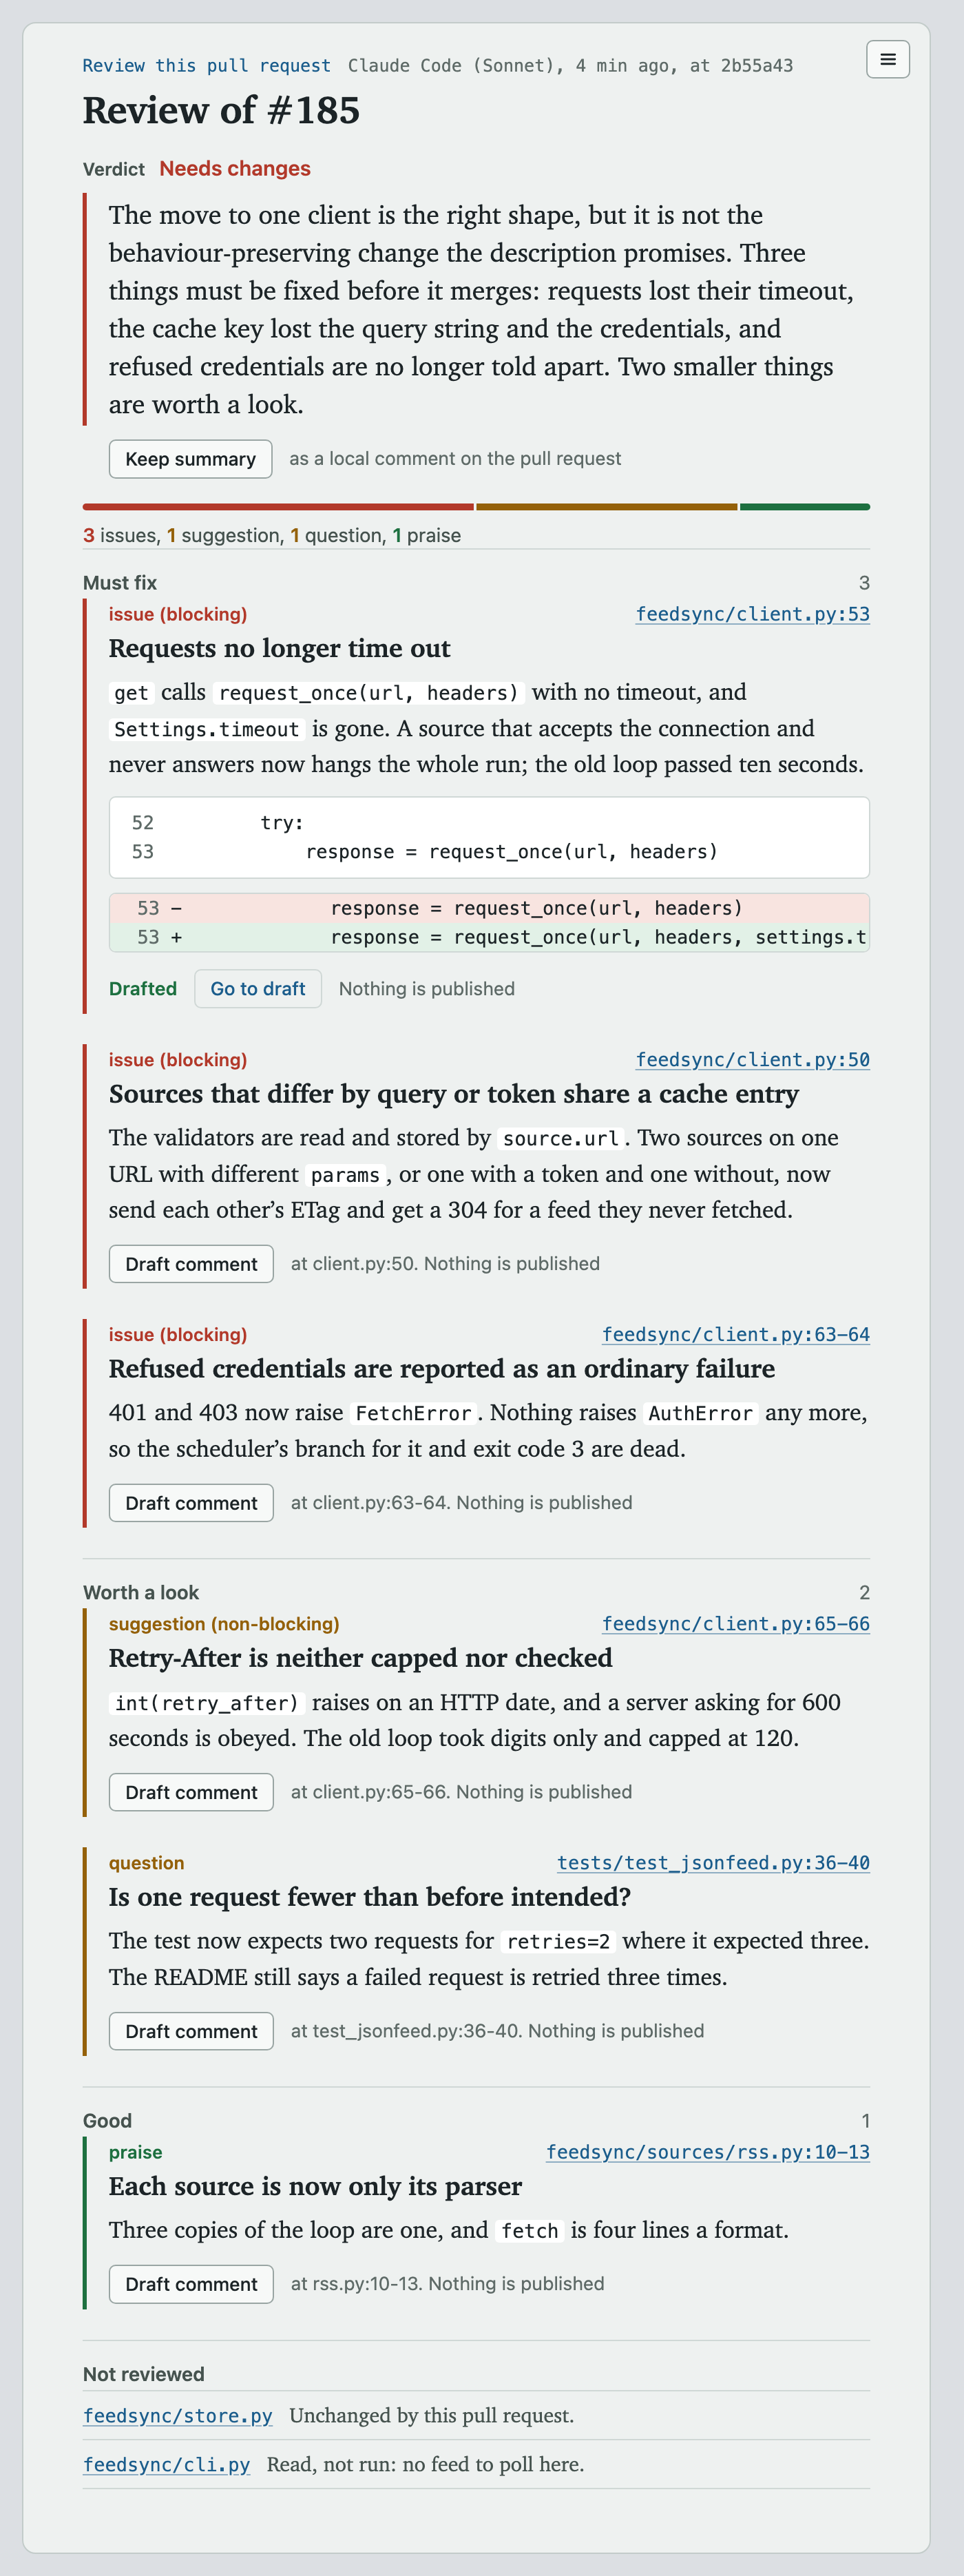 Review this pull request Claude Code (Sonnet), 4 min ago, at 2b55a43
Review of #185
Verdict Needs changes
The move to one client is the right shape, but it is not the
behaviour-preserving change the description promises. Three
things must be fixed before it merges: requests lost their timeout,
the cache key lost the query string and the credentials, and
refused credentials are no longer told apart. Two smaller things
are worth a look.
Keep summary as a local comment on the pull request
3 issues, 1 suggestion, 1 question, 1 praise
Must fix 3
issue (blocking) feedsync/client.py:53
Requests no longer time out
get calls request_once(url, headers) with no timeout, and
Settings.timeout is gone. A source that accepts the connection and
never answers now hangs the whole run; the old loop passed ten seconds.
52 try:
53 response = request_once(url, headers)
53 − response = request_once(url, headers)
53 + response = request_once(url, headers, settings.t
Drafted Go to draft Nothing is published
issue (blocking) feedsync/client.py:50
Sources that differ by query or token share a cache entry
The validators are read and stored by source.url. Two sources on one
URL with different params, or one with a token and one without, now
send each other’s ETag and get a 304 for a feed they never fetched.
Draft comment at client.py:50. Nothing is published
issue (blocking) feedsync/client.py:63–64
Refused credentials are reported as an ordinary failure
401 and 403 now raise FetchError. Nothing raises AuthError any more,
so the scheduler’s branch for it and exit code 3 are dead.
Draft comment at client.py:63-64. Nothing is published
Worth a look 2
suggestion (non-blocking) feedsync/client.py:65–66
Retry-After is neither capped nor checked
int(retry_after) raises on an HTTP date, and a server asking for 600
seconds is obeyed. The old loop took digits only and capped at 120.
Draft comment at client.py:65-66. Nothing is published
question tests/test_jsonfeed.py:36–40
Is one request fewer than before intended?
The test now expects two requests for retries=2 where it expected three.
The README still says a failed request is retried three times.
Draft comment at test_jsonfeed.py:36-40. Nothing is published
Good 1
praise feedsync/sources/rss.py:10–13
Each source is now only its parser
Three copies of the loop are one, and fetch is four lines a format.
Draft comment at rss.py:10-13. Nothing is published
Not reviewed
feedsync/store.py Unchanged by this pull request.
feedsync/cli.py Read, not run: no feed to poll here.